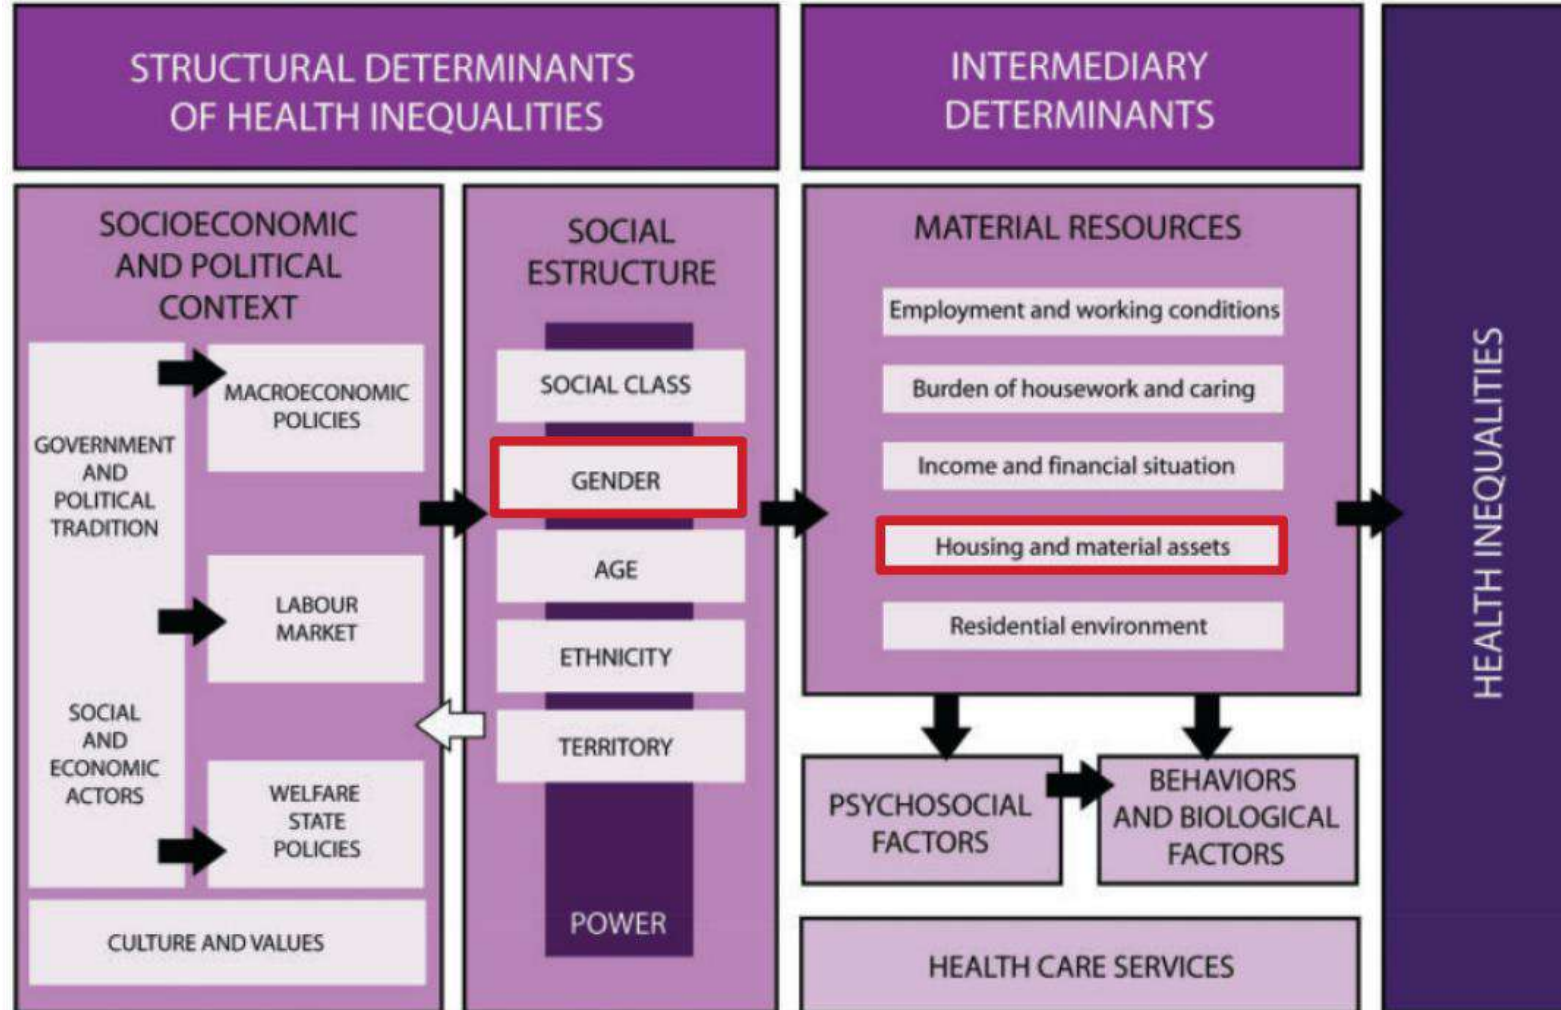 STRUCTURAL DETERMINANTS
OF HEALTH INEQUALITIES
INTERMEDIARY
DETERMINANTS
SOCIOECONOMIC
AND POLITICAL
CONTEXT
GOVERNMENT
AND
POLITICAL
TRADITION
SOCIAL
AND
ECONOMIC
ACTORS
MACROECONOMIC
POLICIES
LABOUR
MARKET
WELFARE
STATE
POLICIES
CULTURE AND VALUES
SOCIAL
ESTRUCTURE
SOCIAL CLASS
GENDER
AGE
ETHNICITY
TERRITORY
POWER
MATERIAL RESOURCES
Employment and working conditions
Burden of housework and caring
Income and financial situation
Housing and material assets
Residential environment
PSYCHOSOCIAL
FACTORS
BEHAVIORS
AND BIOLOGICAL
FACTORS
HEALTH CARE SERVICES
HEALTH INEQUALITIES